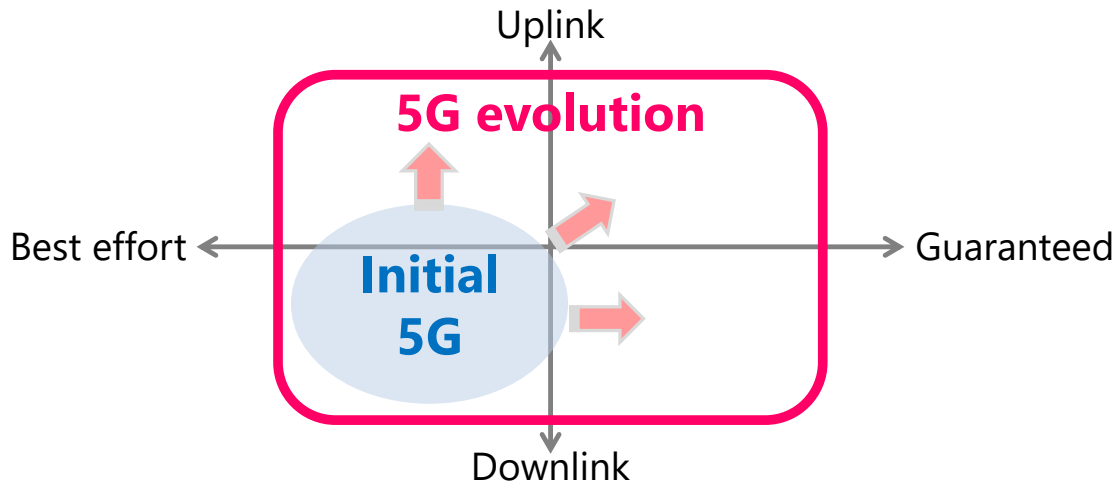 Uplink
5G evolution
Best effort
Guaranteed
Initial
5G
Downlink